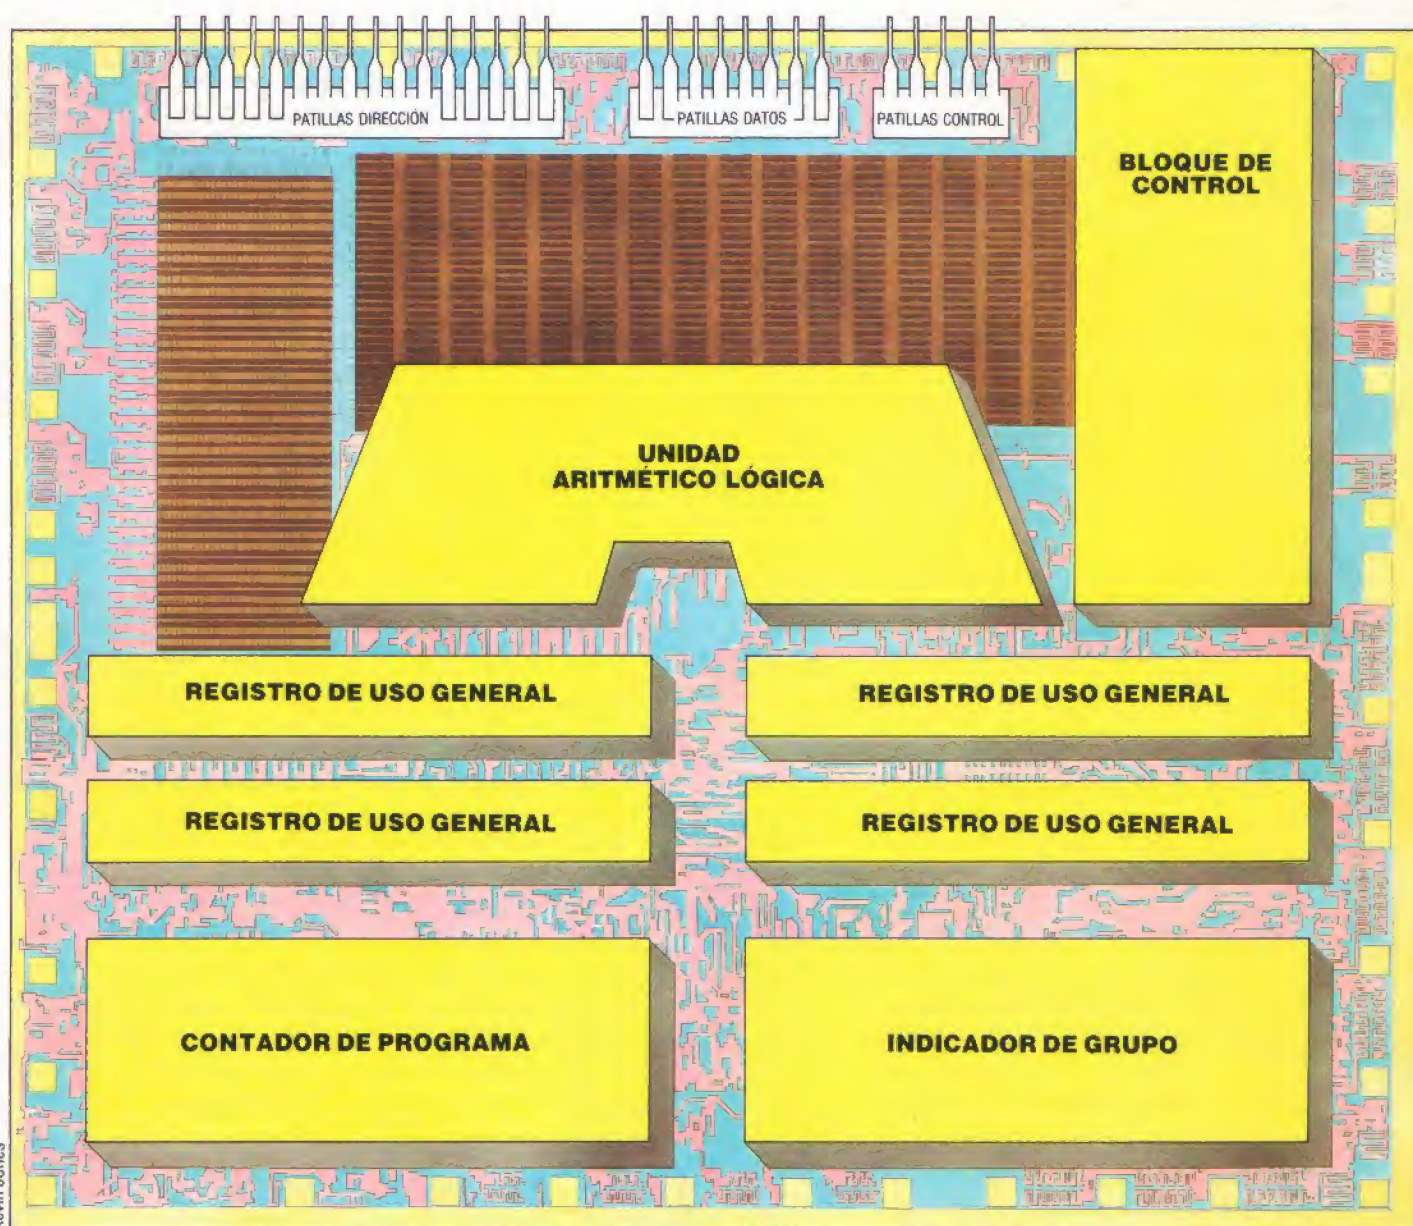 PATILLAS DIRECCIÓN
PATILLAS DATOS
PATILLAS CONTROL
BLOQUE DE
CONTROL
UNIDAD
ARITMÉTICO LÓGICA
REGISTRO DE USO GENERAL
REGISTRO DE USO GENERAL
REGISTRO DE USO GENERAL
REGISTRO DE USO GENERAL
CONTADOR DE PROGRAMA
INDICADOR DE GRUPO